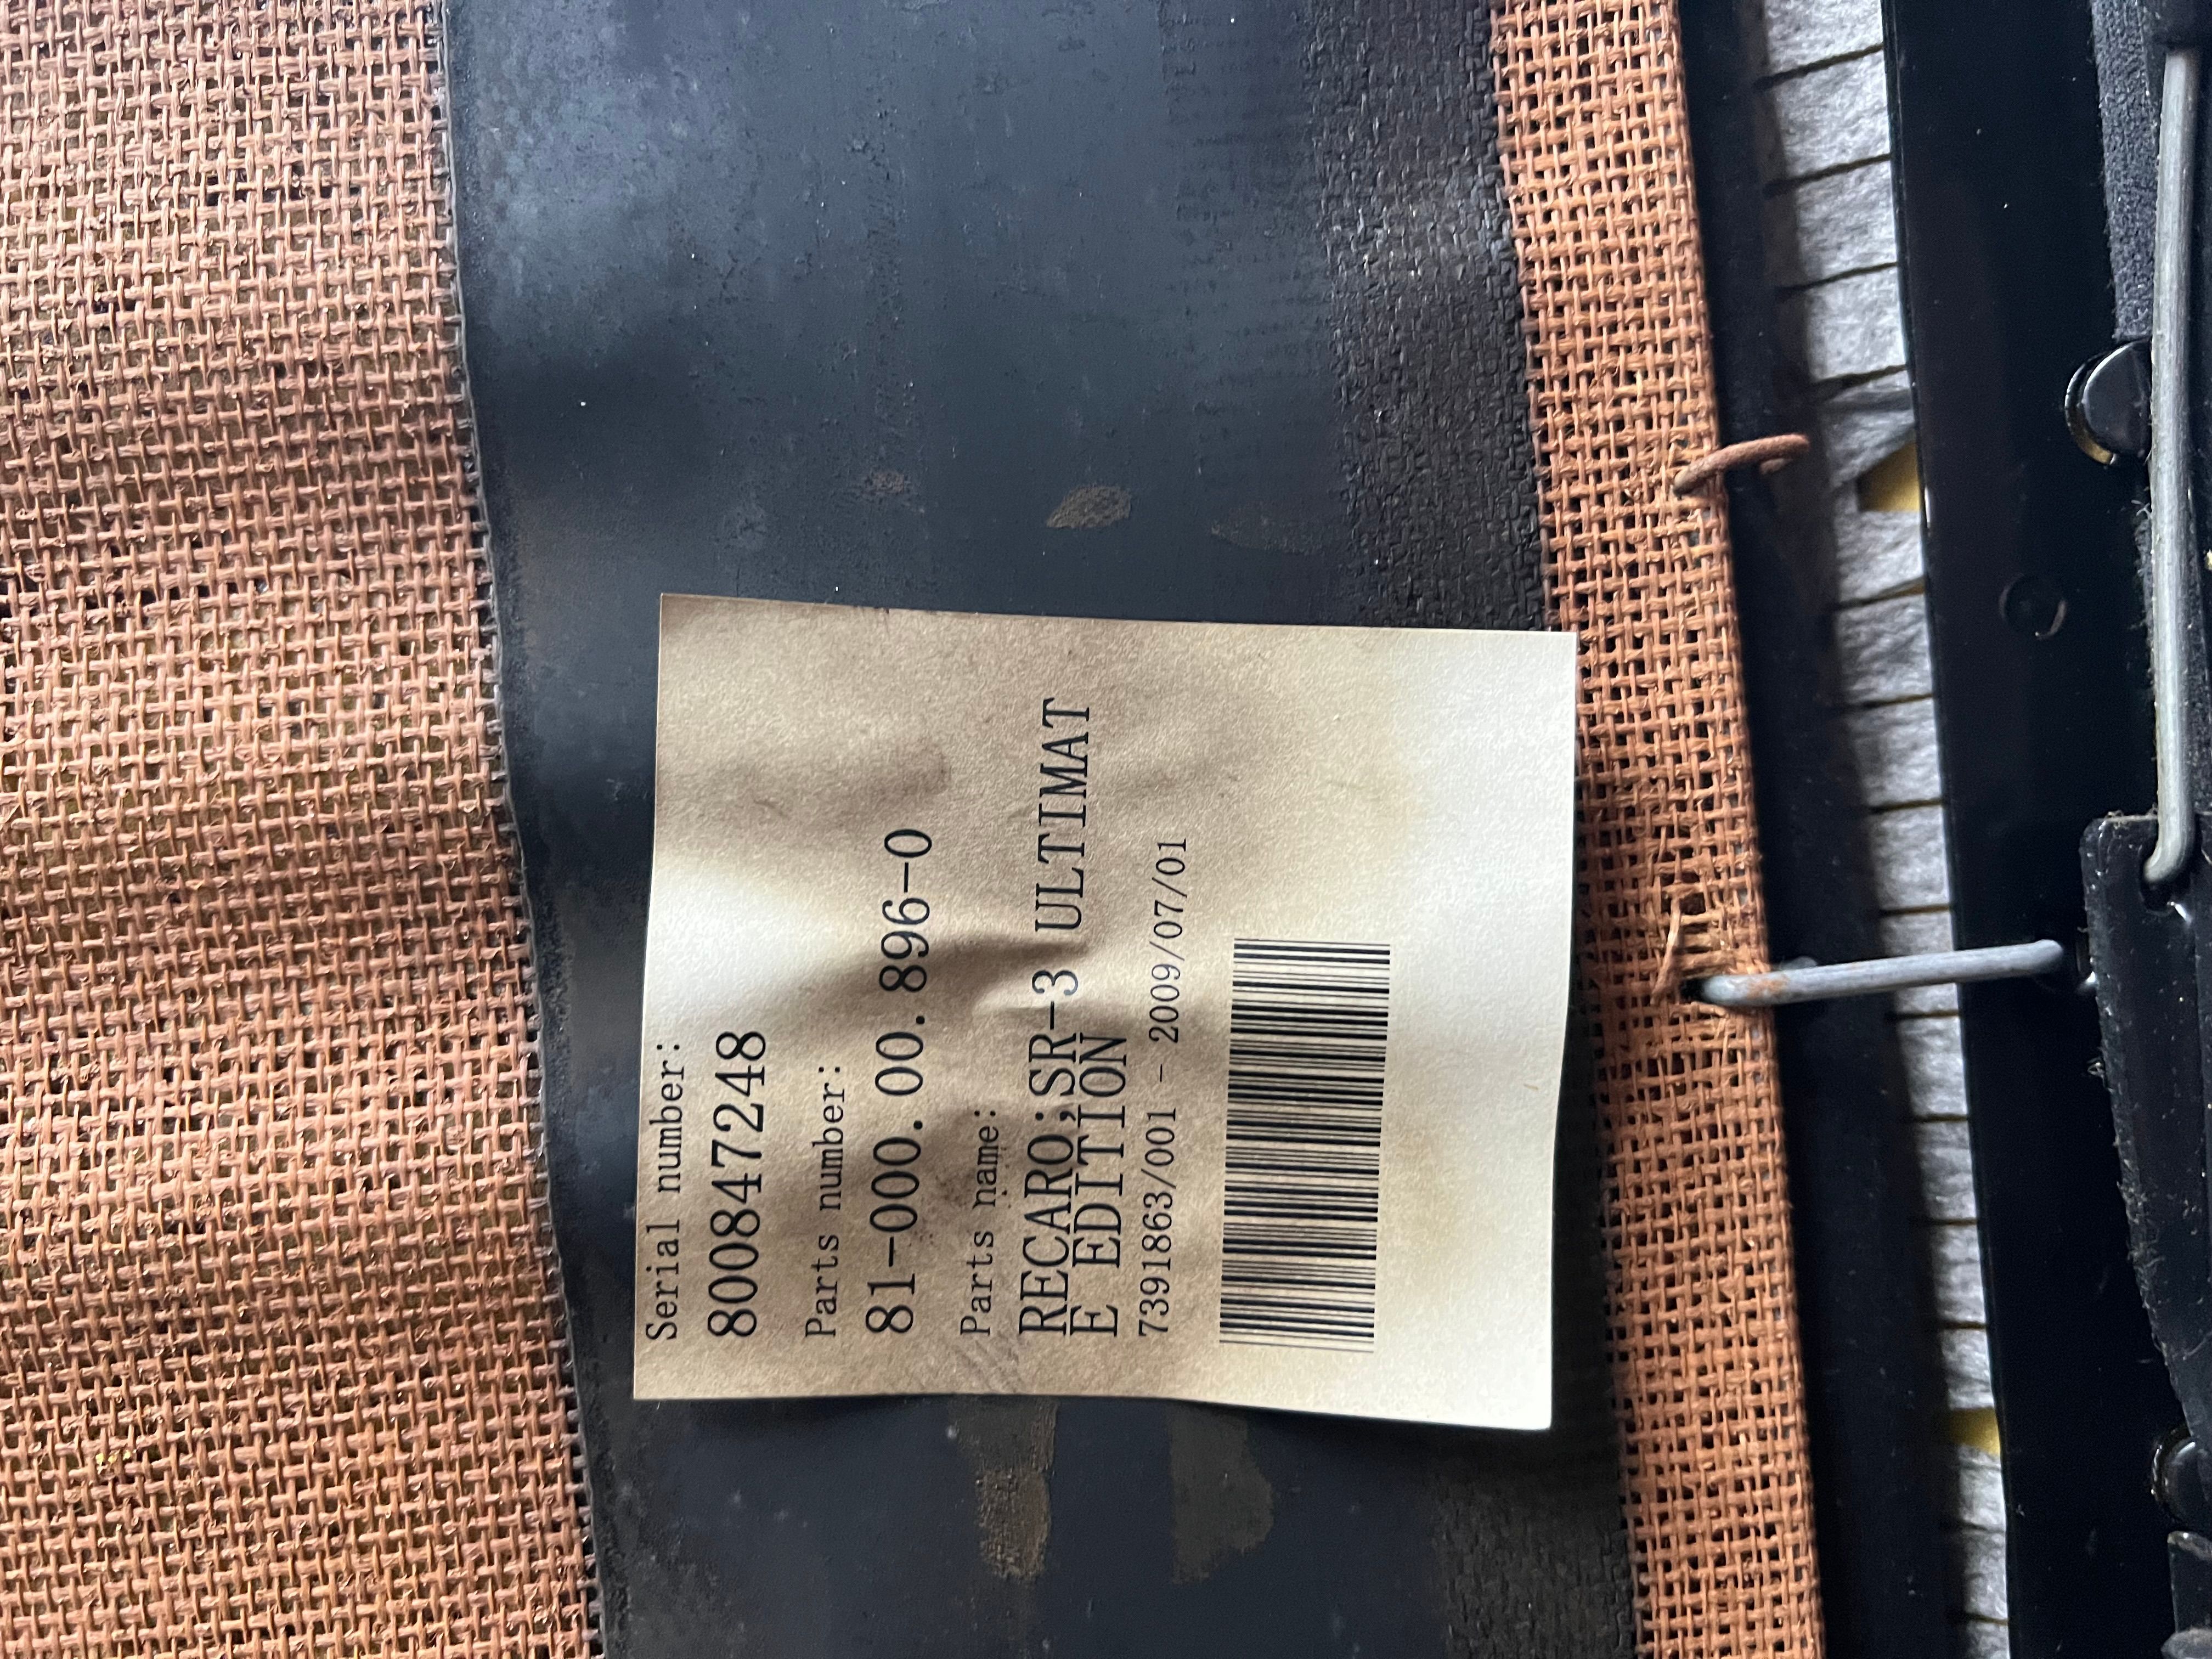 Serial number:
800847248
Parts number:
81-000.00.896-0
Parts name:
RECARO;SR-3 ULTIMAT
E EDITION
7391863/001 - 2009/07/01